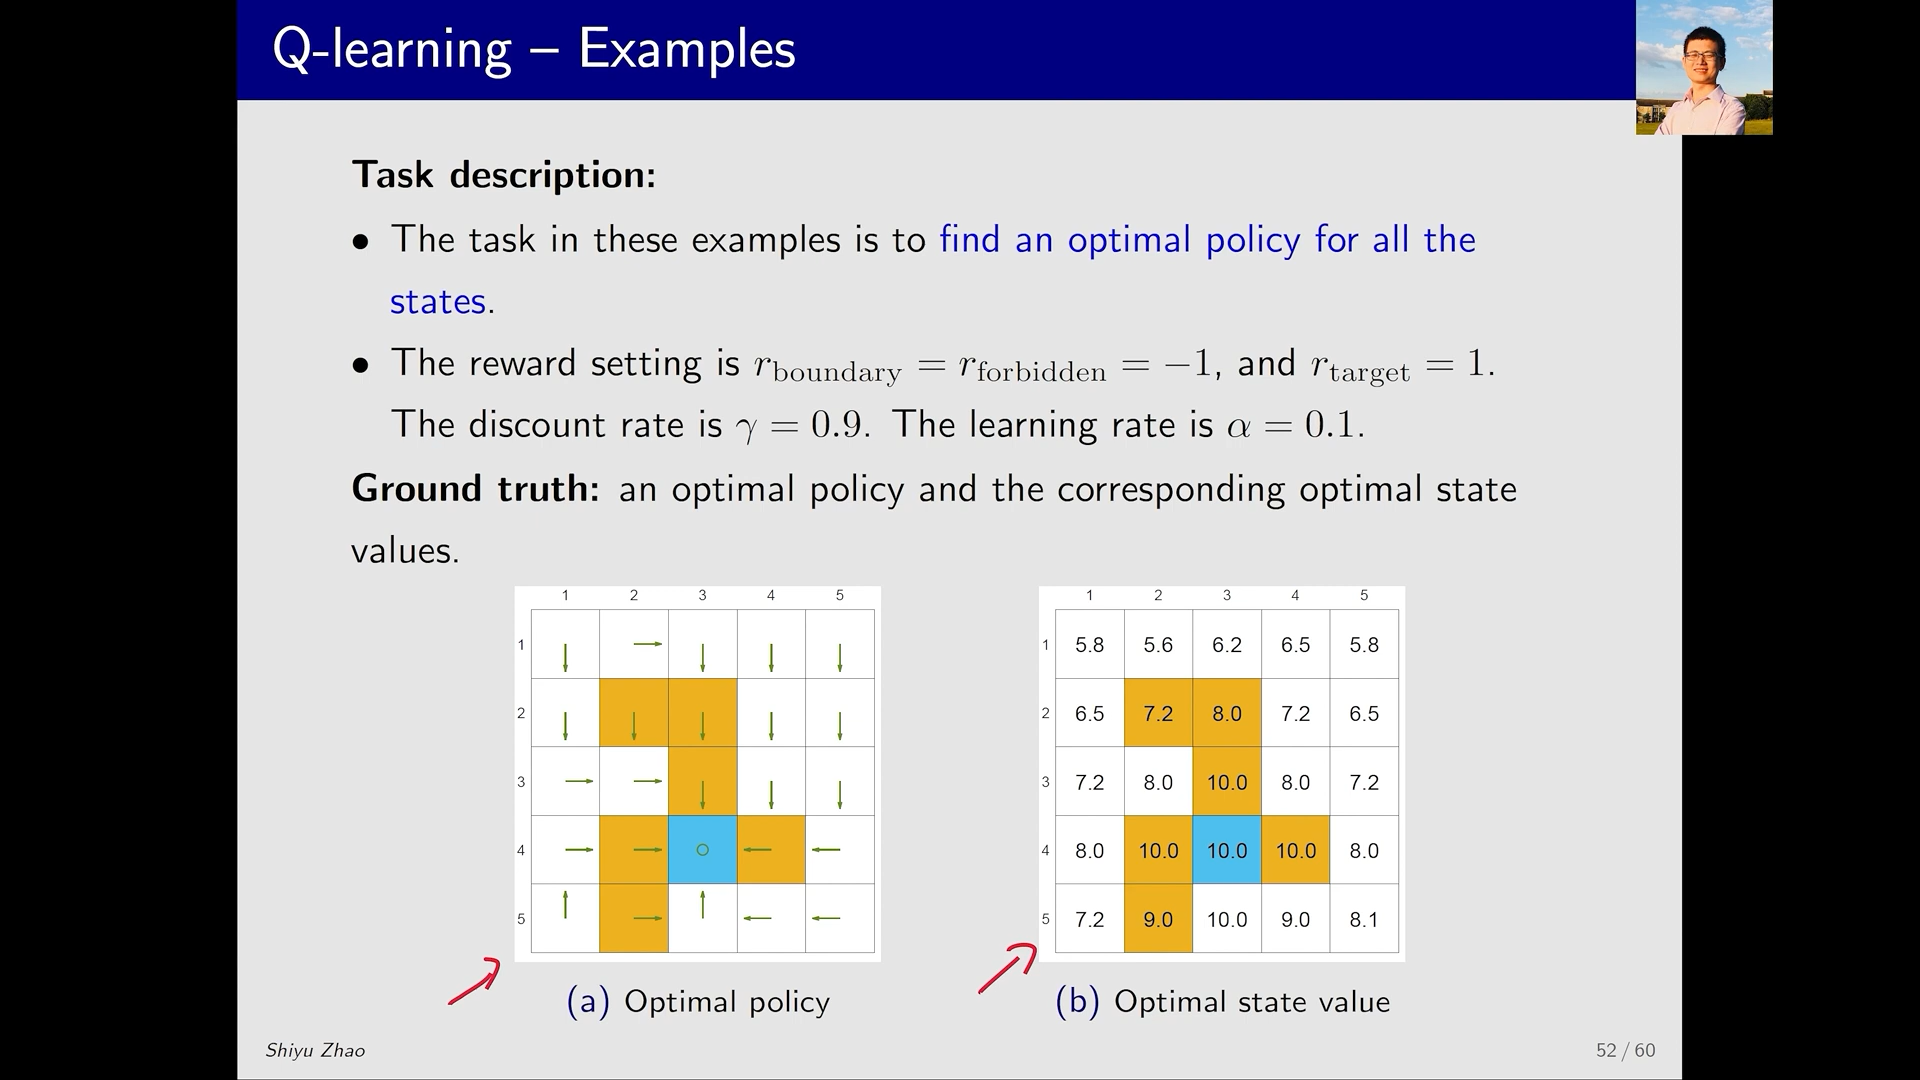 Q-learning – Examples
Task description:
• The task in these examples is to find an optimal policy for all the
states.
• The reward setting is r_boundary = r_forbidden = −1, and r_target = 1.
The discount rate is γ = 0.9. The learning rate is α = 0.1.
Ground truth: an optimal policy and the corresponding optimal state
values.
1 2 3 4 5
1
2
3
4
5
(a) Optimal policy
1 2 3 4 5
1 5.8 5.6 6.2 6.5 5.8
2 6.5 7.2 8.0 7.2 6.5
3 7.2 8.0 10.0 8.0 7.2
4 8.0 10.0 10.0 10.0 8.0
5 7.2 9.0 10.0 9.0 8.1
(b) Optimal state value
Shiyu Zhao
52 / 60